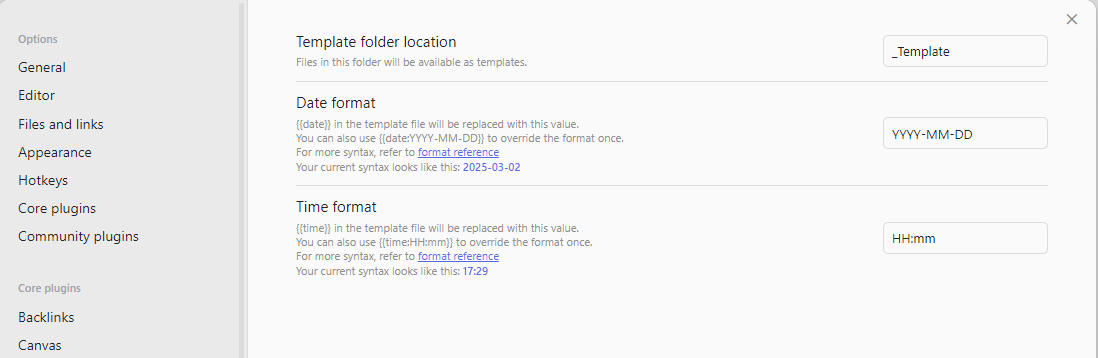 Options
General
Editor
Files and links
Appearance
Hotkeys
Core plugins
Community plugins
Core plugins
Backlinks
Canvas
Template folder location
Files in this folder will be available as templates.
_Template
Date format
{{date}} in the template file will be replaced with this value.
You can also use {{date:YYYY-MM-DD}} to override the format once.
For more syntax, refer to format reference
Your current syntax looks like this: 2025-03-02
YYYY-MM-DD
Time format
{{time}} in the template file will be replaced with this value.
You can also use {{time:HH:mm}} to override the format once.
For more syntax, refer to format reference
Your current syntax looks like this: 17:29
HH:mm